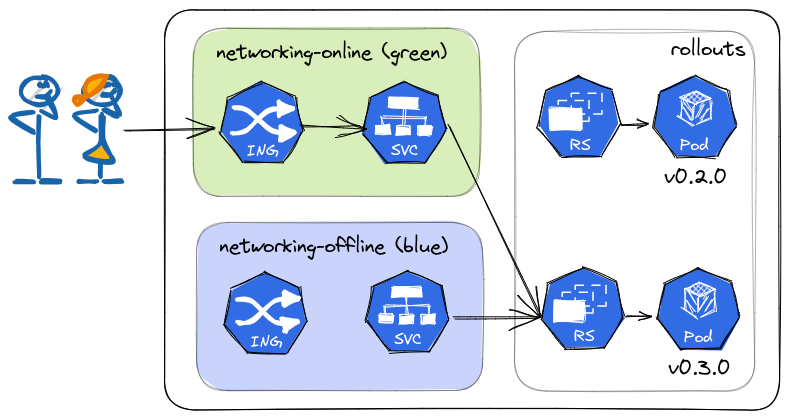 networking-online (green)
ING
SVC
networking-offline (blue)
ING
SVC
rollouts
RS
Pod
v0.2.0
RS
Pod
v0.3.0